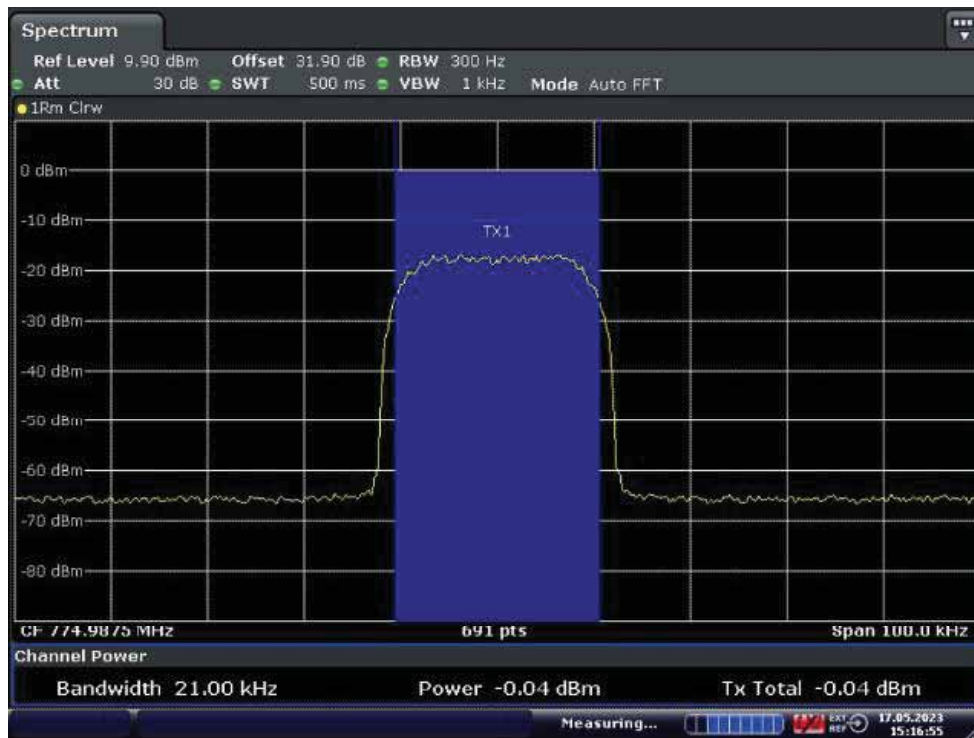 Spectrum
Ref Level 9.90 dBm Offset 31.90 dB RBW 300 Hz
Att 30 dB SWT 500 ms VBW 1 kHz Mode Auto FFT
1Rm Clrw
0 dBm
-10 dBm
TX1
-20 dBm
-30 dBm
-40 dBm
-50 dBm
-60 dBm
-70 dBm
-80 dBm
CF 774.9875 MHz 691 pts Span 100.0 kHz
Channel Power
Bandwidth 21.00 kHz Power -0.04 dBm Tx Total -0.04 dBm
Measuring... EXT REF 17.05.2023
15:16:55